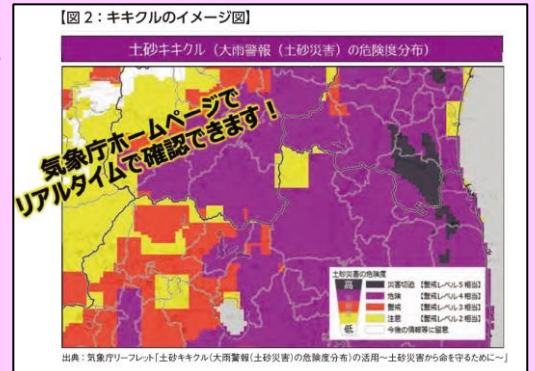 【図2：キキクルのイメージ図】
土砂キキクル（大雨警報（土砂災害）の危険度分布）
気象庁ホームページで
リアルタイムで確認できます！
土砂災害の危険度
高
災害切迫 【警戒レベル5相当】
危険 【警戒レベル4相当】
警戒 【警戒レベル3相当】
注意 【警戒レベル2相当】
低 今後の情報等に留意
出典：気象庁リーフレット「土砂キキクル（大雨警報（土砂災害）の危険度分布）の活用～土砂災害から命を守るために～」